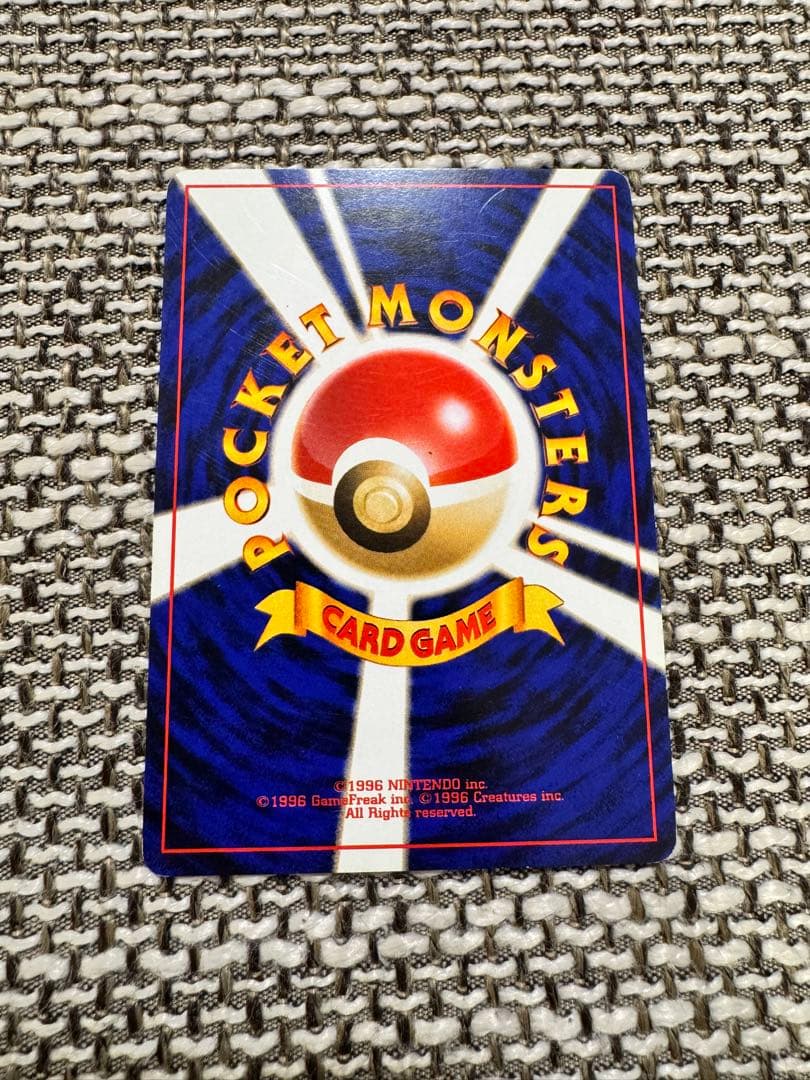 POCKET MONSTERS
CARD GAME
©1996 NINTENDO inc.
©1996 GameFreak inc. ©1996 Creatures inc.
All Rights reserved.